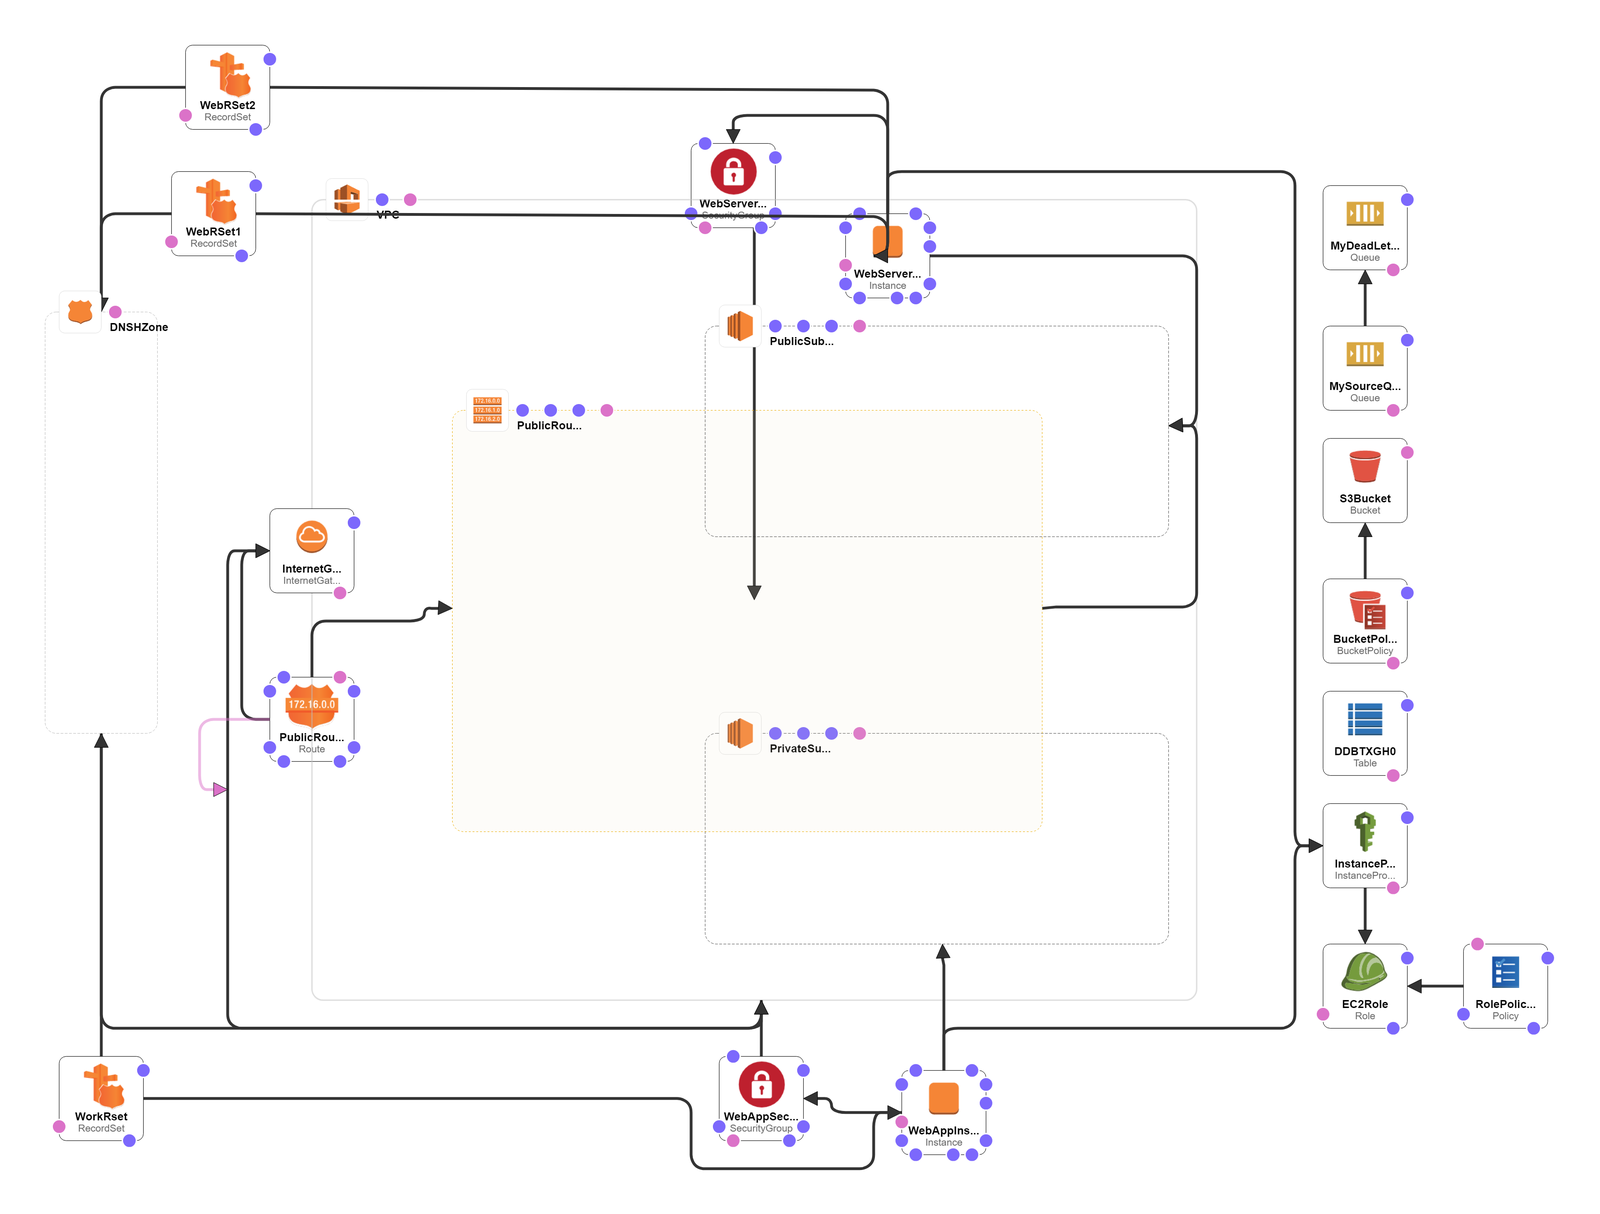 WebRSet2
RecordSet
WebRSet1
RecordSet
VPC
WebServer...
SecurityGroup
WebServer...
Instance
MyDeadLet...
Queue
DNSHZone
PublicSub...
MySourceQ...
Queue
172.16.0.0
172.16.1.0
172.16.2.0
PublicRou...
S3Bucket
Bucket
InternetG...
InternetGat...
BucketPol...
BucketPolicy
172.16.0.0
PublicRou...
Route
PrivateSu...
DDBTXGH0
Table
InstanceP...
InstancePro...
EC2Role
Role
RolePolic...
Policy
WorkRset
RecordSet
WebAppSec...
SecurityGroup
WebAppIns...
Instance